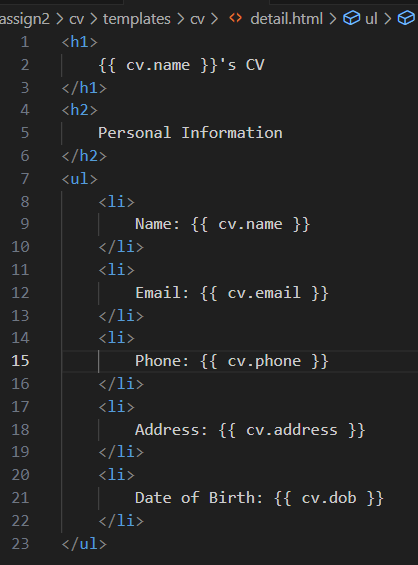 assign2 > cv > templates > cv > <> detail.html > ul >
1 <h1>
2     {{ cv.name }}'s CV
3 </h1>
4 <h2>
5     Personal Information
6 </h2>
7 <ul>
8     <li>
9         Name: {{ cv.name }}
10     </li>
11     <li>
12         Email: {{ cv.email }}
13     </li>
14     <li>
15         Phone: {{ cv.phone }}
16     </li>
17     <li>
18         Address: {{ cv.address }}
19     </li>
20     <li>
21         Date of Birth: {{ cv.dob }}
22     </li>
23 </ul>